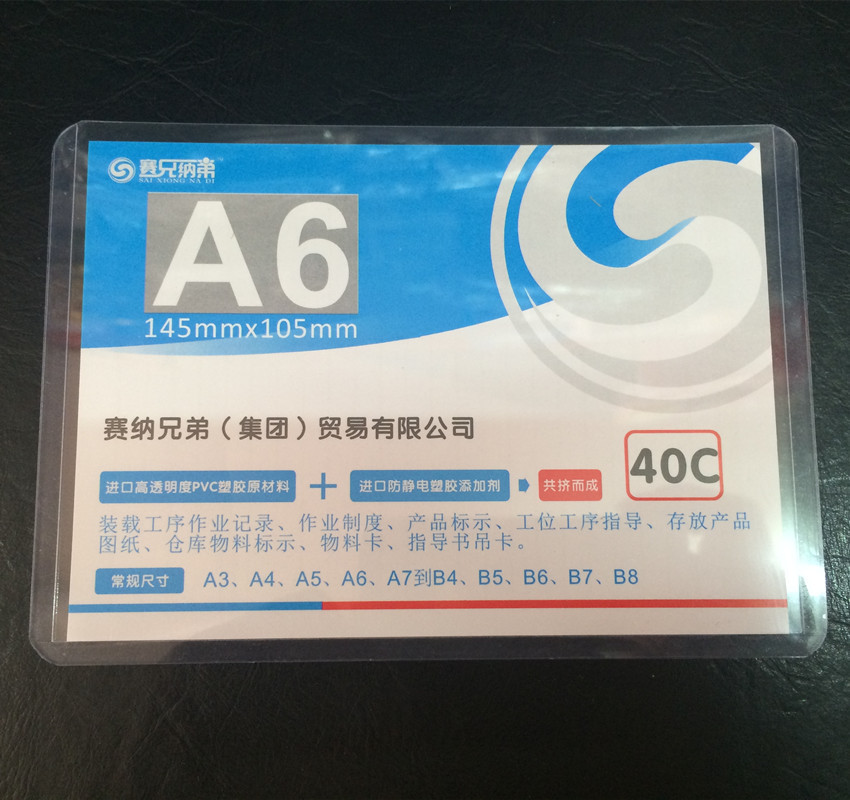 赛兄纳弟
SAI XIONG NA DI
A6
145mmx105mm
赛纳兄弟（集团）贸易有限公司
40C
进口高透明度PVC塑胶原材料 + 进口防静电塑胶添加剂 共挤而成
装载工序作业记录、作业制度、产品标示、工位工序指导、存放产品
图纸、仓库物料标示、物料卡、指导书吊卡。
常规尺寸 A3、A4、A5、A6、A7到B4、B5、B6、B7、B8